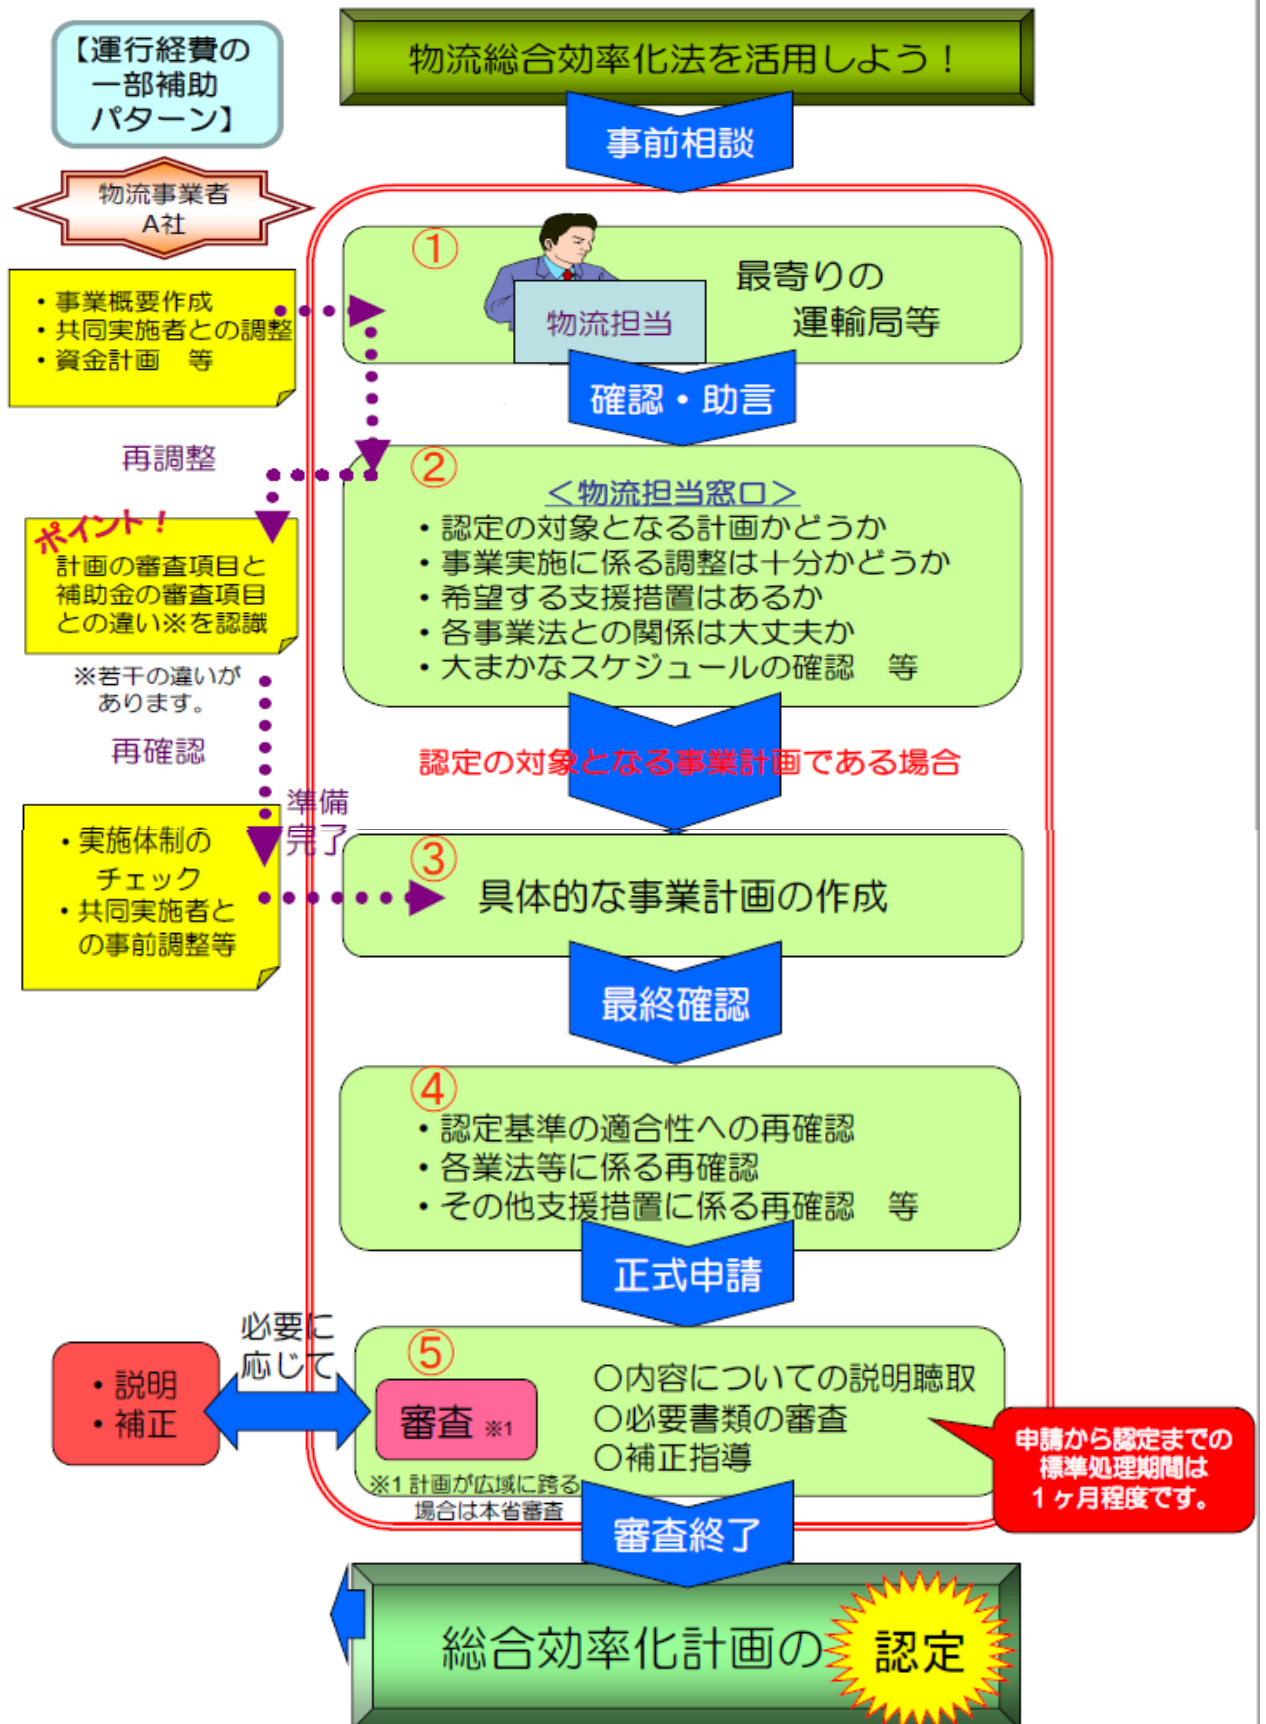 【運行経費の
一部補助
パターン】
物流総合効率化法を活用しよう！
事前相談
物流事業者
A社
・事業概要作成
・共同実施者との調整
・資金計画　等
①
物流担当
最寄りの
運輸局等
確認・助言
再調整
②
＜物流担当窓口＞
・認定の対象となる計画かどうか
・事業実施に係る調整は十分かどうか
・希望する支援措置はあるか
・各事業法との関係は大丈夫か
・大まかなスケジュールの確認　等
ポイント！
計画の審査項目と
補助金の審査項目
との違い※を認識
※若干の違いが
あります。
再確認
認定の対象となる事業計画である場合
準備
完了
・実施体制の
チェック
・共同実施者と
の事前調整等
③
具体的な事業計画の作成
最終確認
④
・認定基準の適合性への再確認
・各業法等に係る再確認
・その他支援措置に係る再確認　等
正式申請
必要に
応じて
・説明
・補正
⑤
審査 ※1
○内容についての説明聴取
○必要書類の審査
○補正指導
※1 計画が広域に跨る
場合は本省審査
申請から認定までの
標準処理期間は
１ヶ月程度です。
審査終了
総合効率化計画の
認定